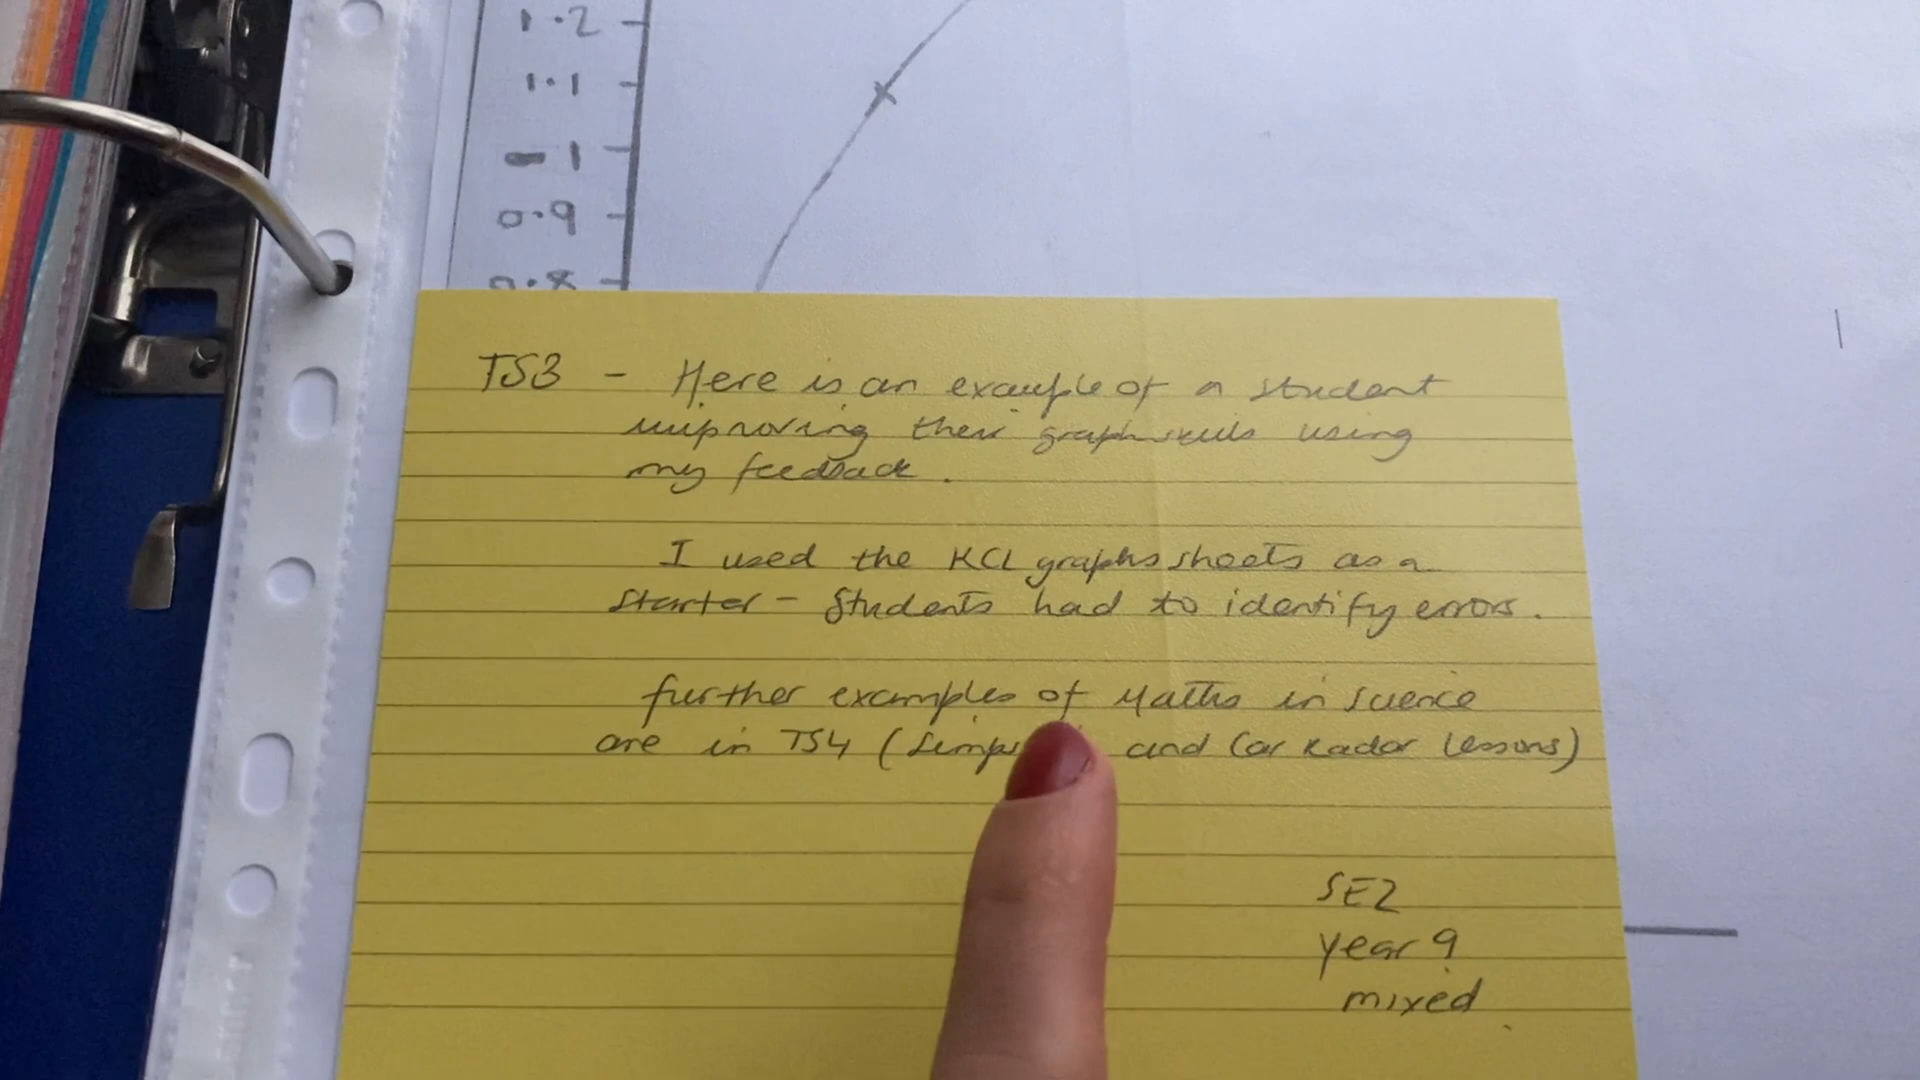 1.2
1.1
1
0.9
0.8
TS3 - Here is an example of a student
improving their graph skills using
my feedback.
I used the KCL graphs sheets as a
starter - Students had to identify errors.
further examples of Maths in science
are in TS4 ( and Car Radar lessons)
SE2
year 9
mixed